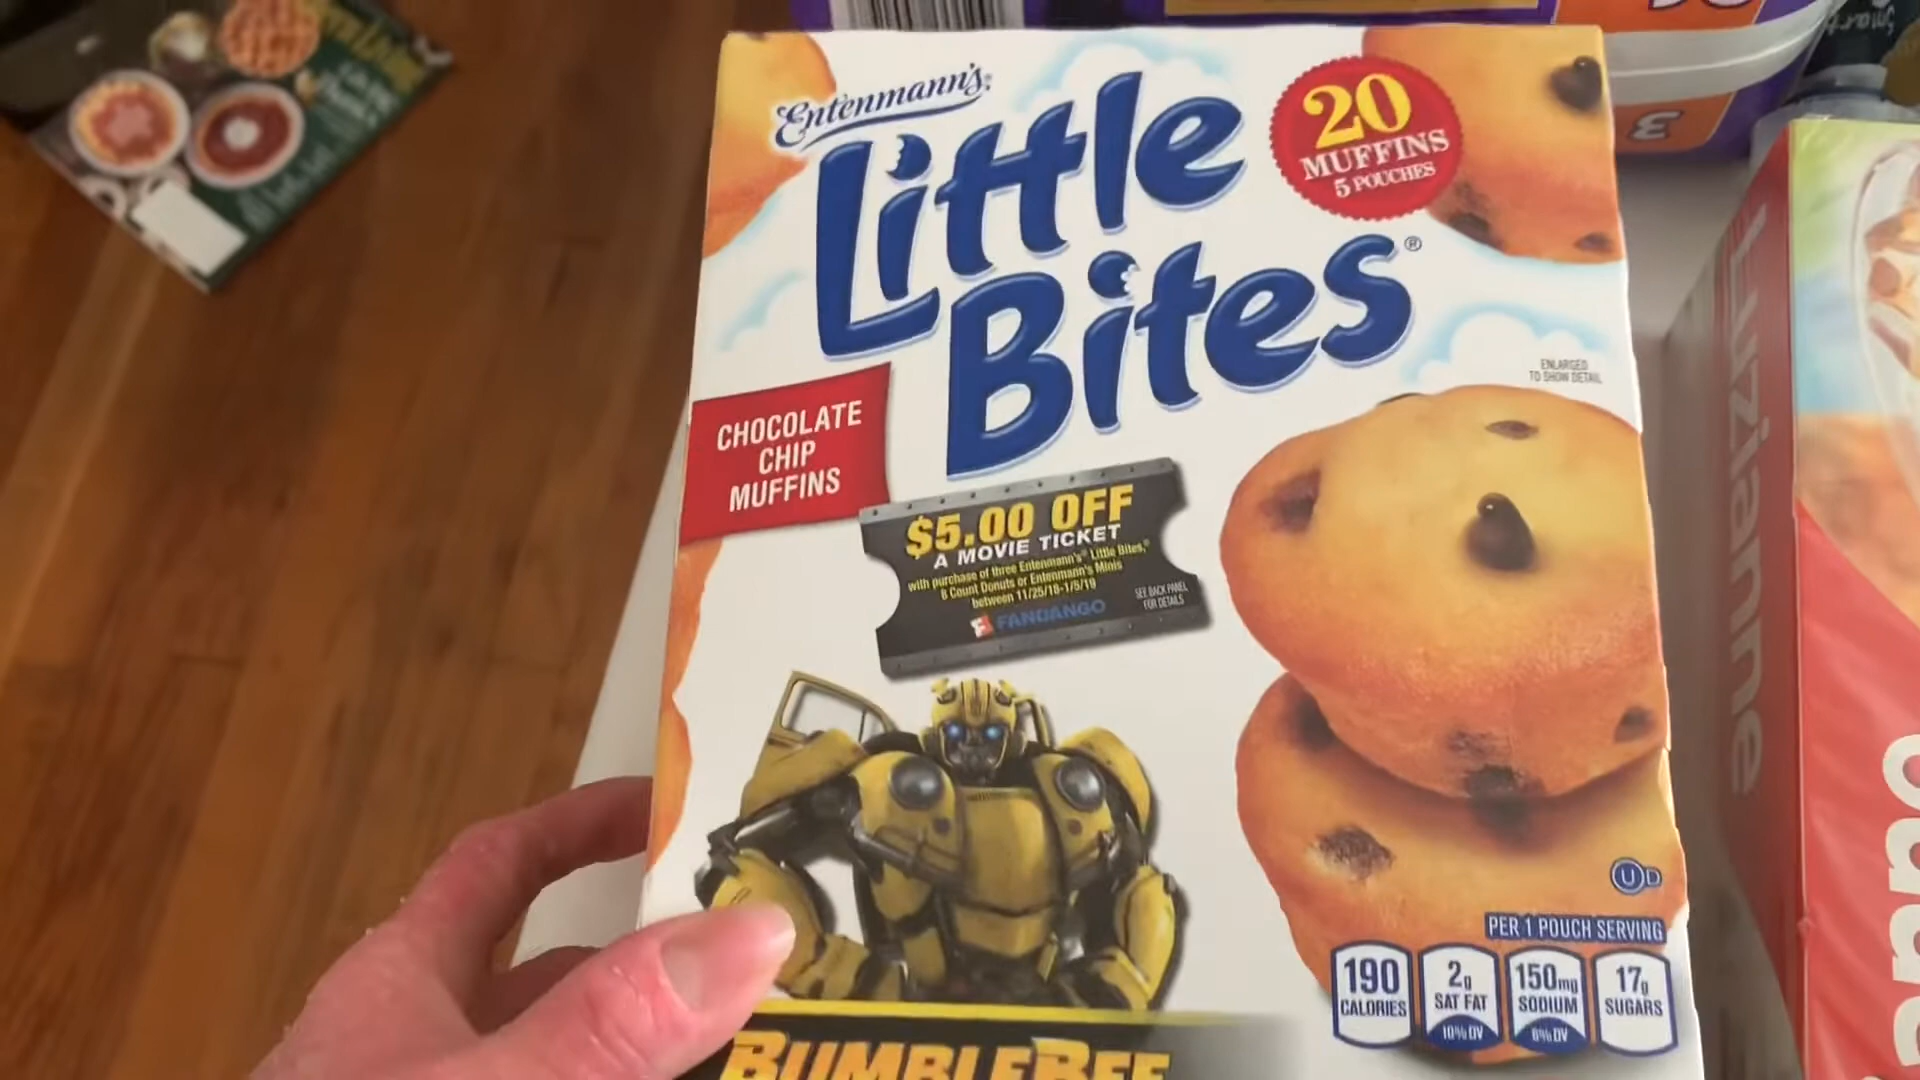 Entenmann's®
Little
Bites®
20
MUFFINS
5 POUCHES
ENLARGED
TO SHOW DETAIL
CHOCOLATE
CHIP
MUFFINS
$5.00 OFF
A MOVIE TICKET
with purchase of three Entenmann's® Little Bites,®
8 Count Donuts or Entenmann's Minis
between 11/25/18-1/5/19
FANDANGO
SEE BACK PANEL
FOR DETAILS
BUMBLEBEE
UD
PER 1 POUCH SERVING
190
CALORIES
2g
SAT FAT
10% DV
150mg
SODIUM
6% DV
17g
SUGARS
Luzianne
3